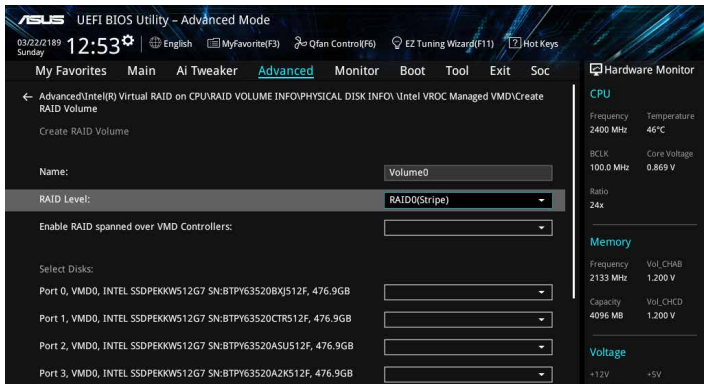 ASUS UEFI BIOS Utility – Advanced Mode
03/22/2189 Sunday 12:53 English MyFavorite(F3) Qfan Control(F6) EZ Tuning Wizard(F11) ? Hot Keys
My Favorites Main Ai Tweaker Advanced Monitor Boot Tool Exit Soc
← Advanced\Intel(R) Virtual RAID on CPU\RAID VOLUME INFO\PHYSICAL DISK INFO\ \Intel VROC Managed VMD\Create
RAID Volume
Create RAID Volume
Name: Volume0
RAID Level: RAID0(Stripe)
Enable RAID spanned over VMD Controllers:
Select Disks:
Port 0, VMD0, INTEL SSDPEKKW512G7 SN:BTPY63520BXJ512F, 476.9GB
Port 1, VMD0, INTEL SSDPEKKW512G7 SN:BTPY63520CTR512F, 476.9GB
Port 2, VMD0, INTEL SSDPEKKW512G7 SN:BTPY63520ASU512F, 476.9GB
Port 3, VMD0, INTEL SSDPEKKW512G7 SN:BTPY63520A2K512F, 476.9GB
Hardware Monitor
CPU
Frequency Temperature
2400 MHz 46°C
BCLK Core Voltage
100.0 MHz 0.869 V
Ratio
24x
Memory
Frequency Vol_CHAB
2133 MHz 1.200 V
Capacity Vol_CHCD
4096 MB 1.200 V
Voltage
+12V +5V